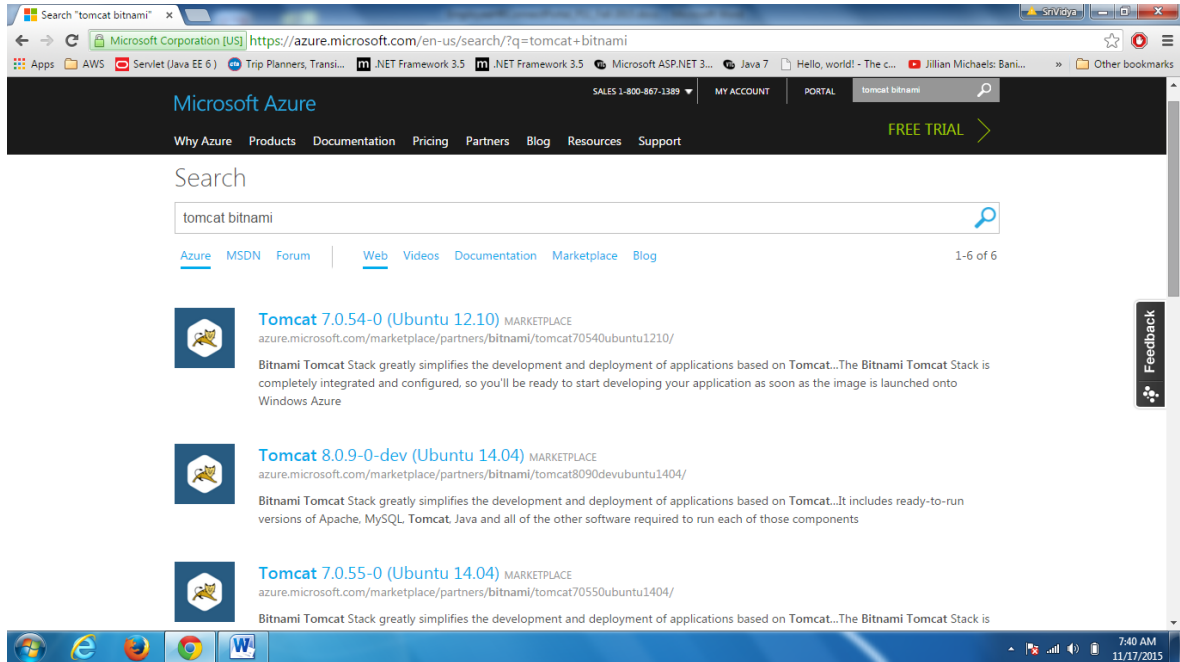 Search "tomcat bitnami"
SriVidya
Microsoft Corporation [US] https://azure.microsoft.com/en-us/search/?q=tomcat+bitnami
Apps AWS Servlet (Java EE 6 ) Trip Planners, Transi... .NET Framework 3.5 .NET Framework 3.5 Microsoft ASP.NET 3... Java 7 Hello, world! - The c... Jillian Michaels: Bani... » Other bookmarks
Microsoft Azure
SALES 1-800-867-1389 MY ACCOUNT PORTAL tomcat bitnami
FREE TRIAL
Why Azure Products Documentation Pricing Partners Blog Resources Support
Search
tomcat bitnami
Azure MSDN Forum Web Videos Documentation Marketplace Blog 1-6 of 6
Tomcat 7.0.54-0 (Ubuntu 12.10) MARKETPLACE
azure.microsoft.com/marketplace/partners/bitnami/tomcat70540ubuntu1210/
Bitnami Tomcat Stack greatly simplifies the development and deployment of applications based on Tomcat...The Bitnami Tomcat Stack is
completely integrated and configured, so you'll be ready to start developing your application as soon as the image is launched onto
Windows Azure
Feedback
Tomcat 8.0.9-0-dev (Ubuntu 14.04) MARKETPLACE
azure.microsoft.com/marketplace/partners/bitnami/tomcat8090devubuntu1404/
Bitnami Tomcat Stack greatly simplifies the development and deployment of applications based on Tomcat...It includes ready-to-run
versions of Apache, MySQL, Tomcat, Java and all of the other software required to run each of those components
Tomcat 7.0.55-0 (Ubuntu 14.04) MARKETPLACE
azure.microsoft.com/marketplace/partners/bitnami/tomcat70550ubuntu1404/
Bitnami Tomcat Stack greatly simplifies the development and deployment of applications based on Tomcat...The Bitnami Tomcat Stack is
7:40 AM
11/17/2015